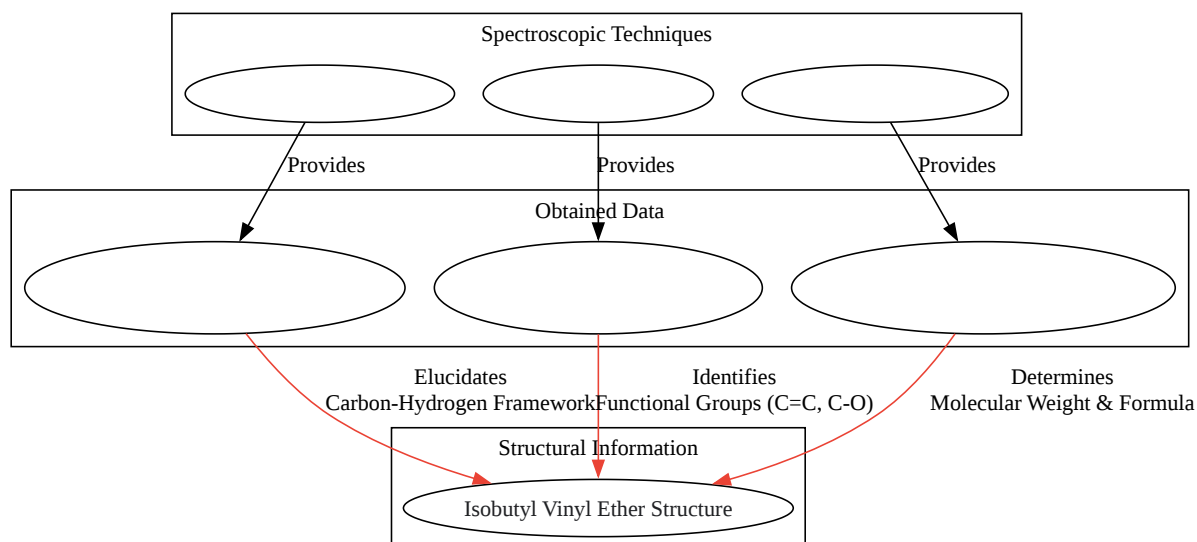 Spectroscopic Techniques
Provides
Provides
Provides
Obtained Data
Elucidates
Carbon-Hydrogen Framework
Identifies
Functional Groups (C=C, C-O)
Determines
Molecular Weight & Formula
Structural Information
Isobutyl Vinyl Ether Structure